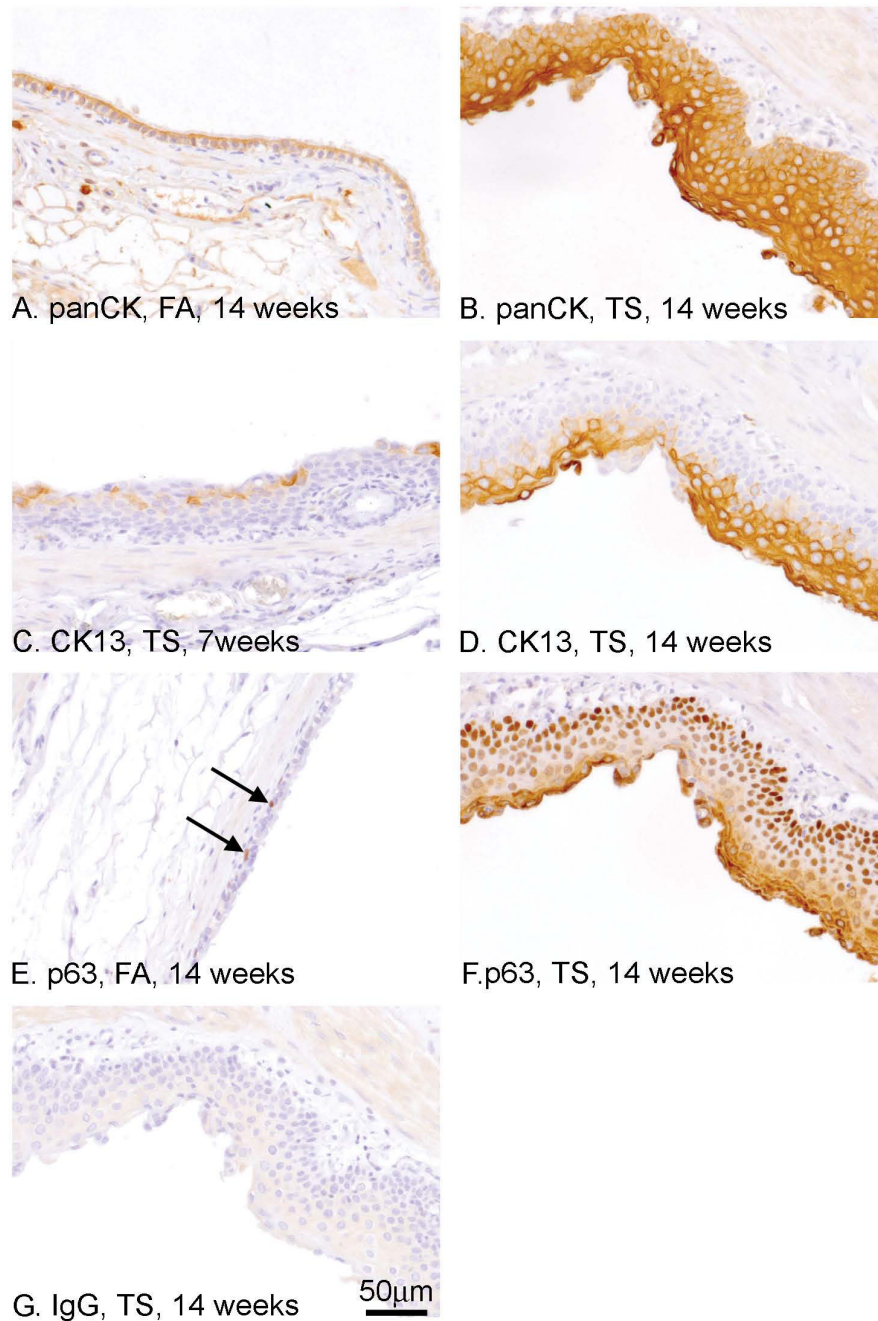 A. panCK, FA, 14 weeks
B. panCK, TS, 14 weeks
C. CK13, TS, 7weeks
D. CK13, TS, 14 weeks
E. p63, FA, 14 weeks
F.p63, TS, 14 weeks
G. IgG, TS, 14 weeks
50μm